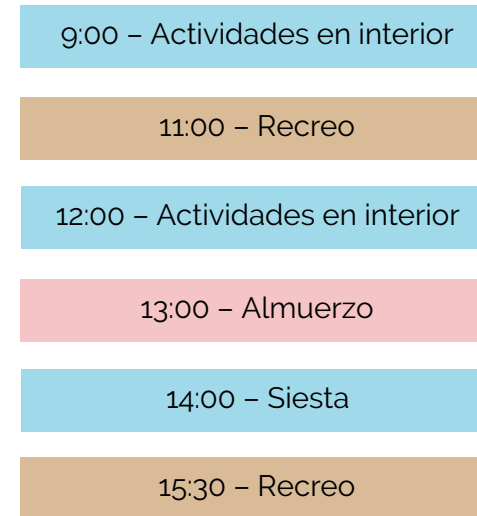 9:00 – Actividades en interior
11:00 – Recreo
12:00 – Actividades en interior
13:00 – Almuerzo
14:00 – Siesta
15:30 – Recreo